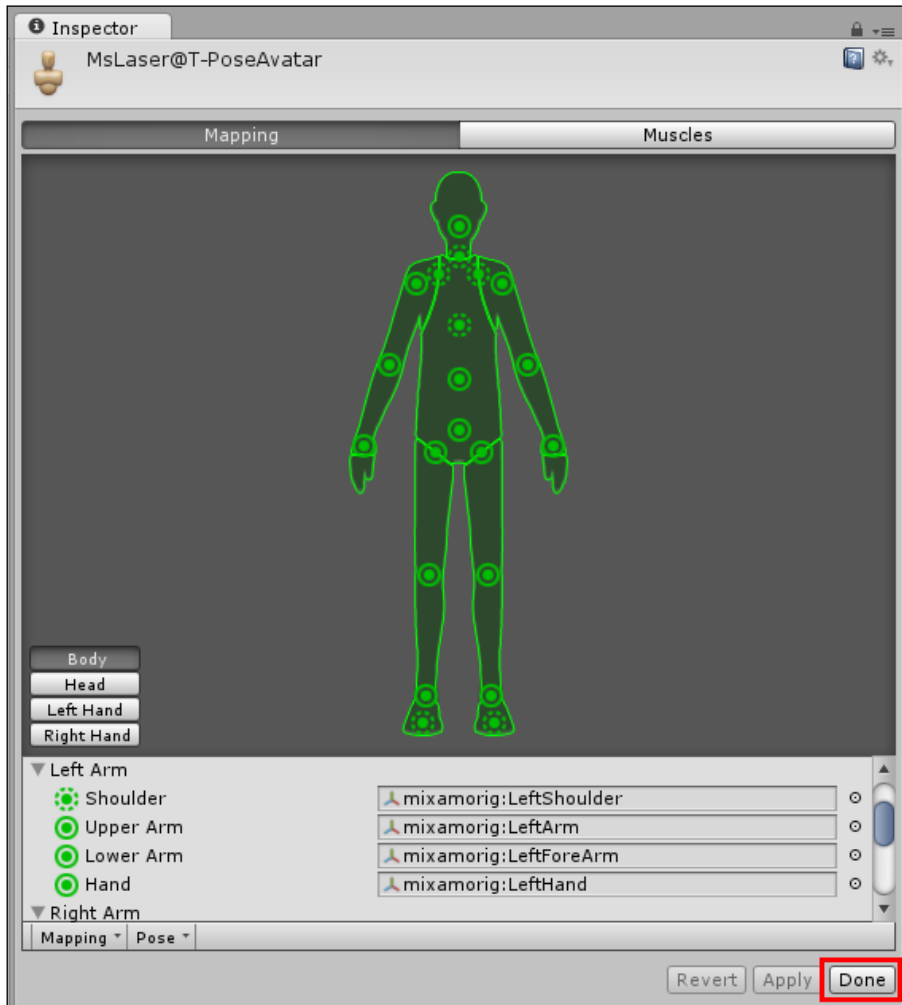 Inspector
MsLaser@T-PoseAvatar
Mapping Muscles
Body
Head
Left Hand
Right Hand
Left Arm
Shoulder mixamorig:LeftShoulder
Upper Arm mixamorig:LeftArm
Lower Arm mixamorig:LeftForeArm
Hand mixamorig:LeftHand
Right Arm
Mapping Pose
Revert Apply Done